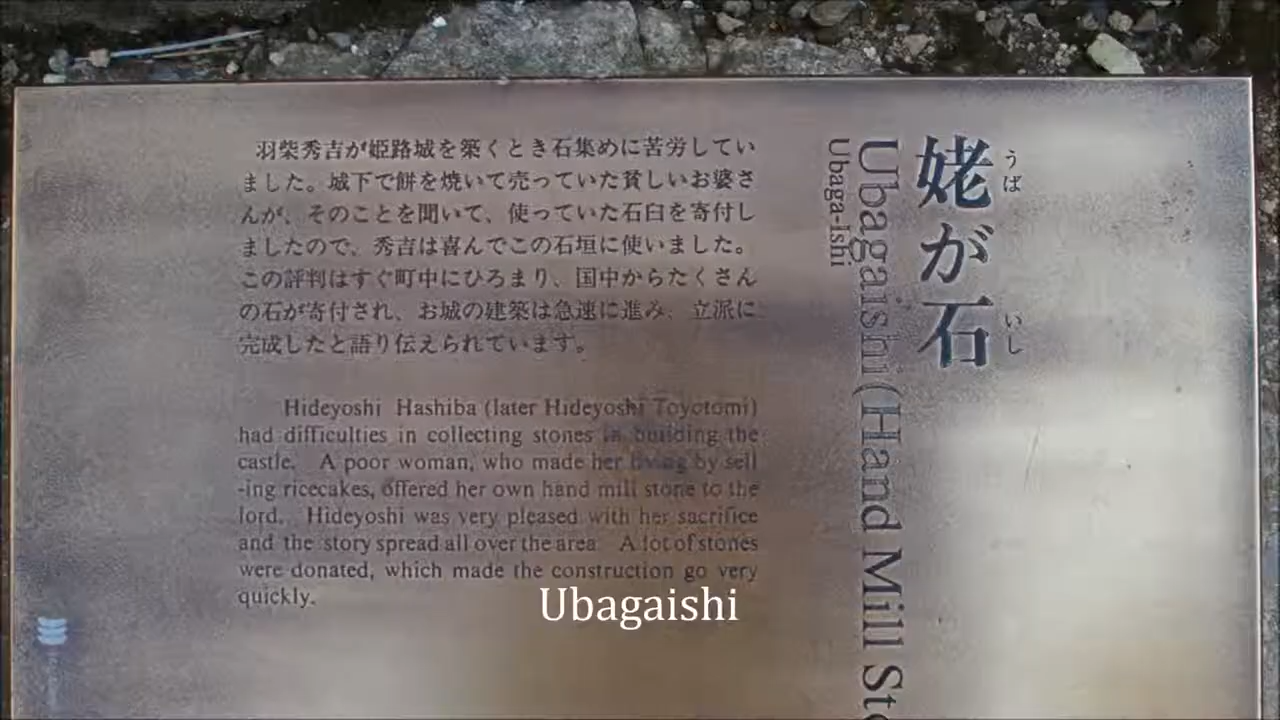 姥が石
うば
いし
Ubagaishi (Hand Mill
Ubaga-Ishi
羽柴秀吉が姫路城を築くとき石集めに苦労してい
ました。城下で餅を焼いて売っていた貧しいお婆さ
んが、そのことを聞いて、使っていた石臼を寄付し
ましたので、秀吉は喜んでこの石垣に使いました。
この評判はすぐ町中にひろまり、国中からたくさん
の石が寄付され、お城の建築は急速に進み、立派に
完成したと語り伝えられています。
Hideyoshi Hashiba (later Hideyoshi Toyotomi)
had difficulties in collecting stones in building the
castle. A poor woman, who made her living by sell
-ing ricecakes, offered her own hand mill stone to the
lord. Hideyoshi was very pleased with her sacrifice
and the story spread all over the area. A lot of stones
were donated, which made the construction go very
quickly.
Ubagaishi